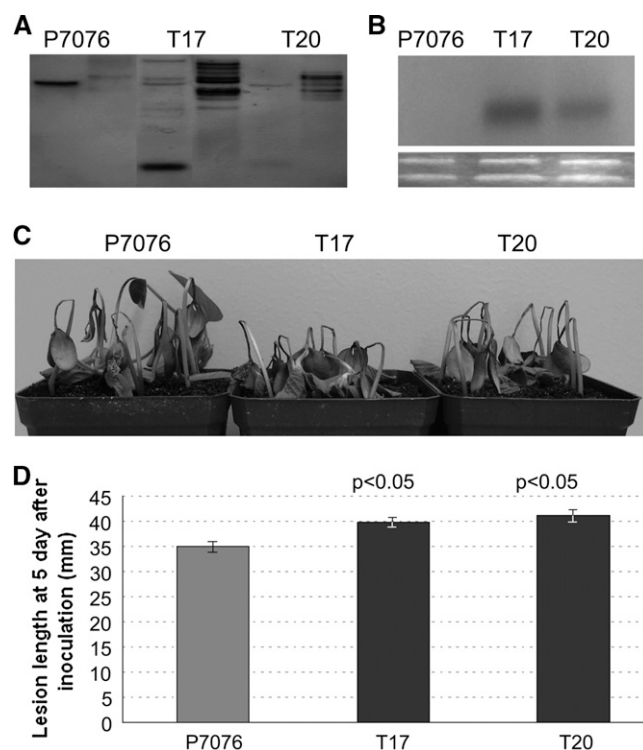 A
P7076 T17 T20
B
P7076 T17 T20
C
P7076 T17 T20
D
p<0.05 p<0.05
Lesion length at 5 day after
inoculation (mm)
45
40
35
30
25
20
15
10
5
0
P7076 T17 T20